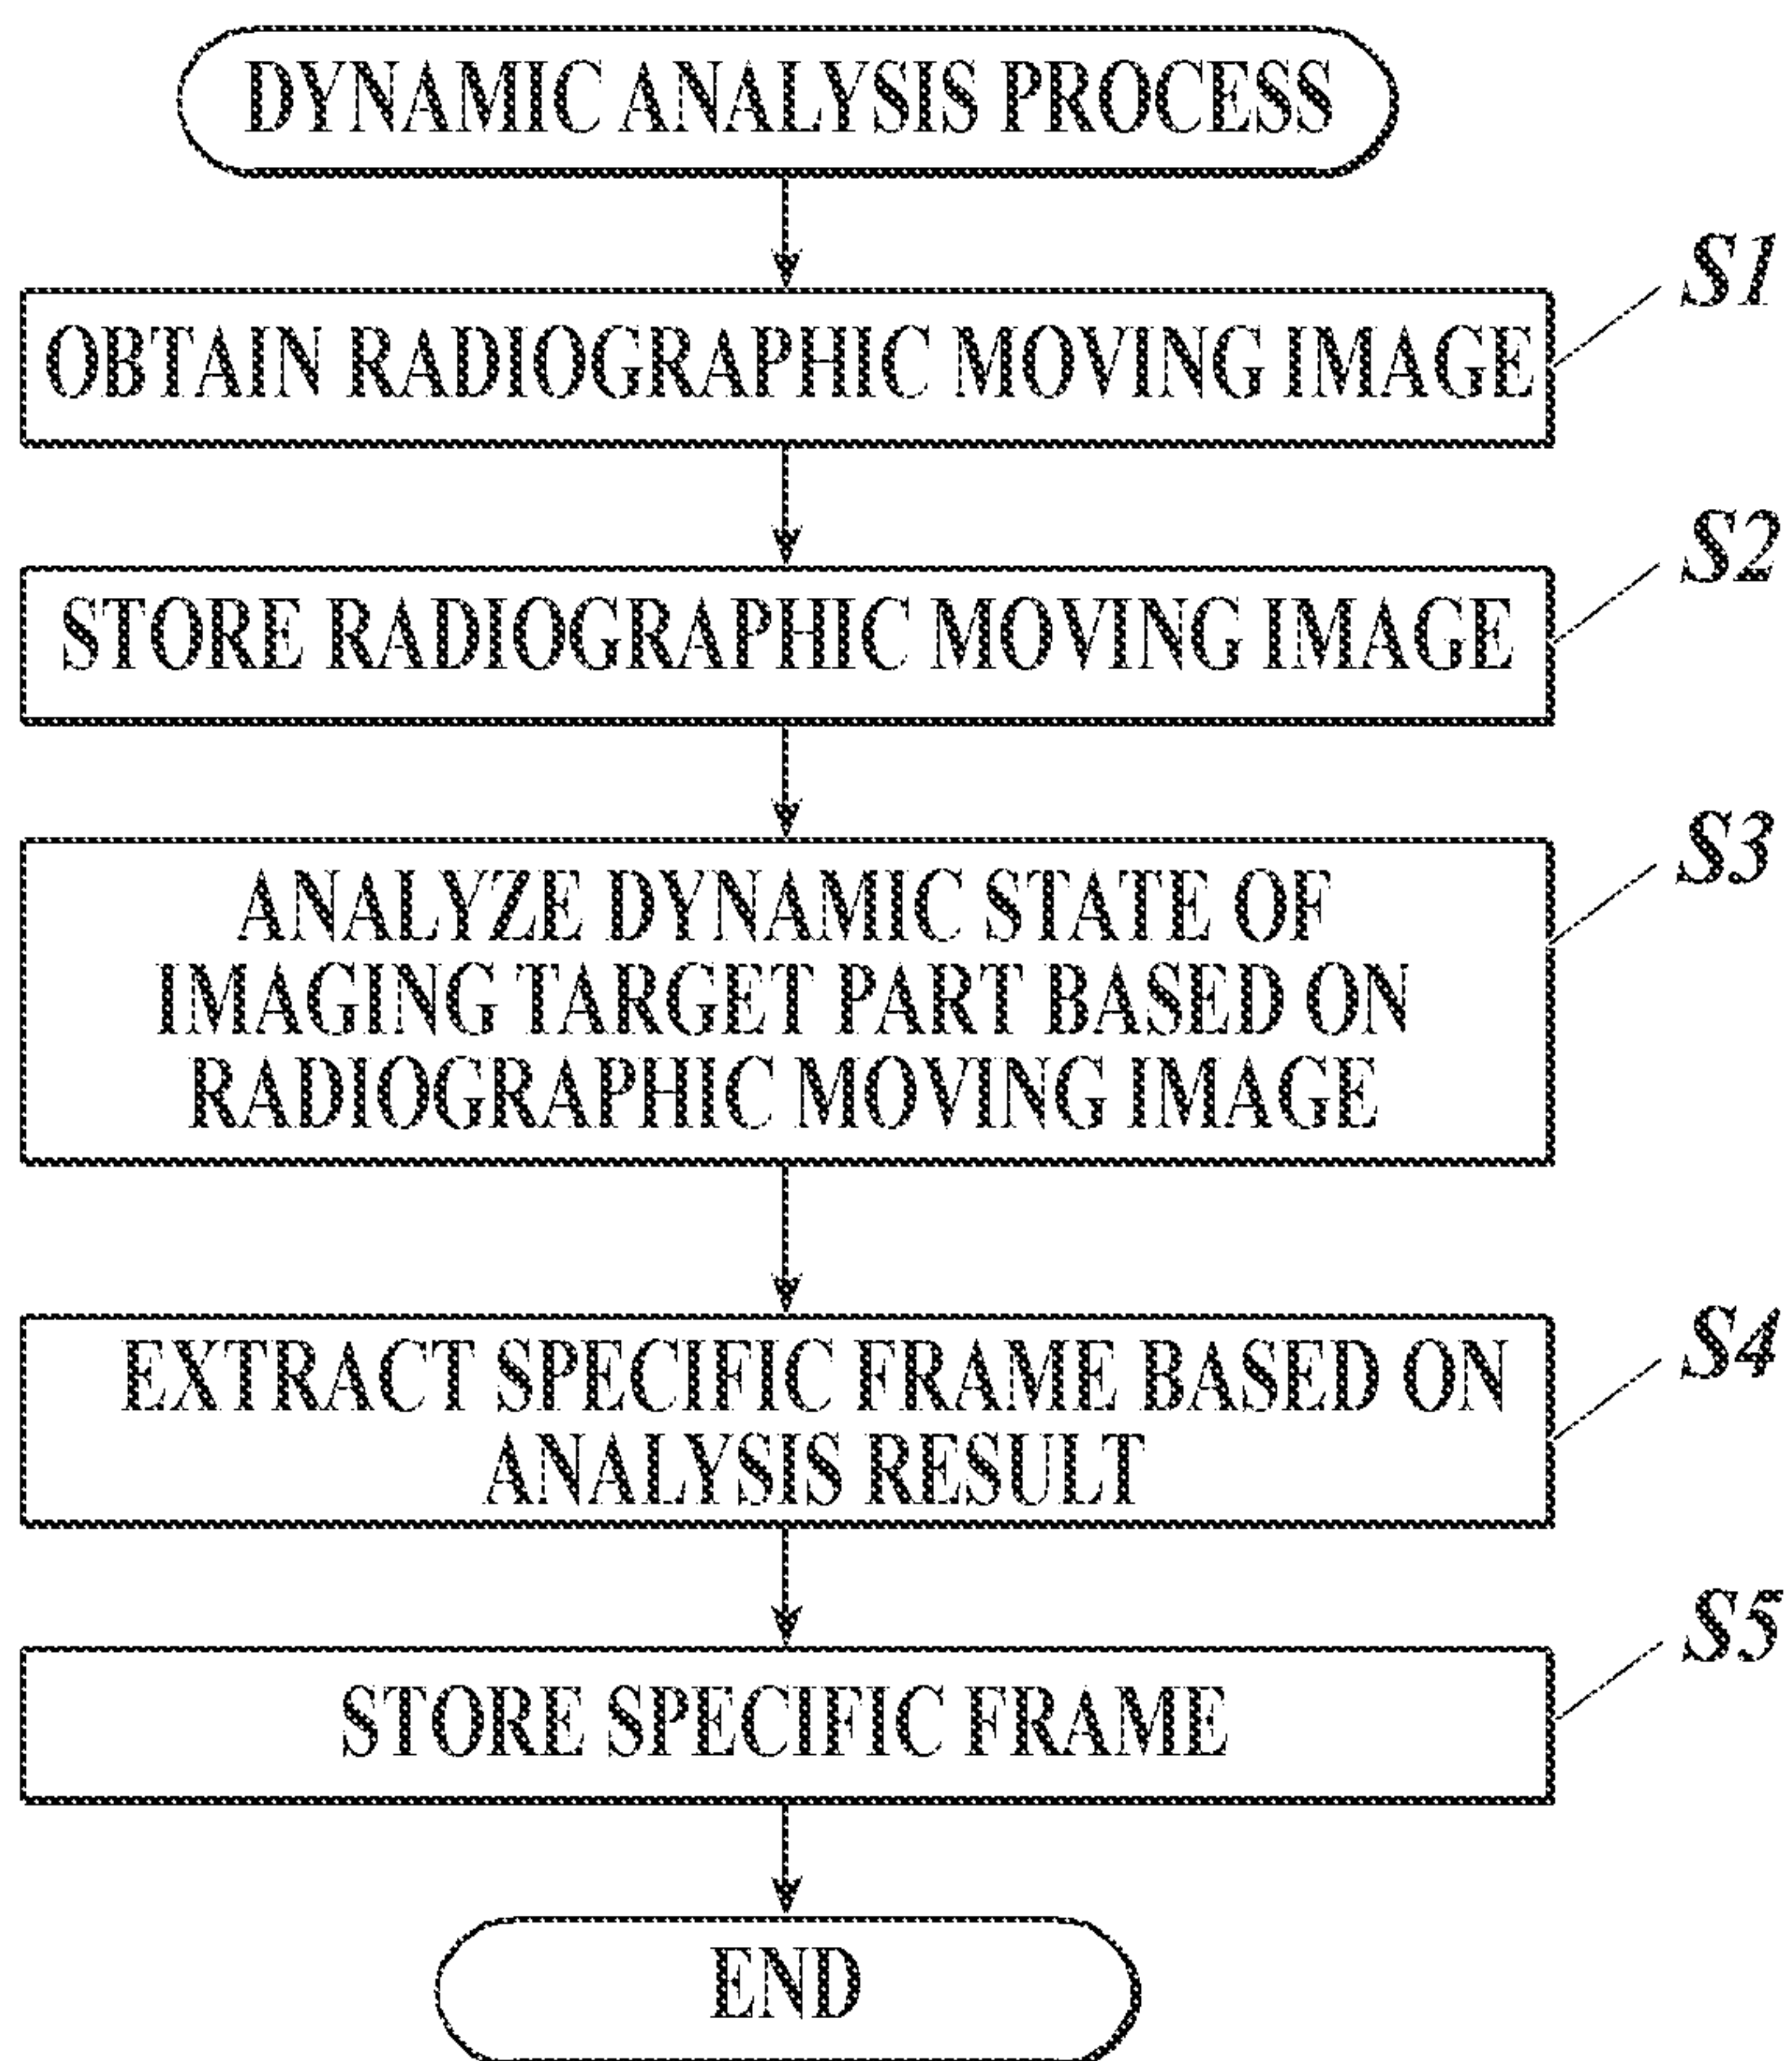 DYNAMIC ANALYSIS PROCESS
S1
OBTAIN RADIOGRAPHIC MOVING IMAGE
S2
STORE RADIOGRAPHIC MOVING IMAGE
S3
ANALYZE DYNAMIC STATE OF
IMAGING TARGET PART BASED ON
RADIOGRAPHIC MOVING IMAGE
S4
EXTRACT SPECIFIC FRAME BASED ON
ANALYSIS RESULT
S5
STORE SPECIFIC FRAME
END